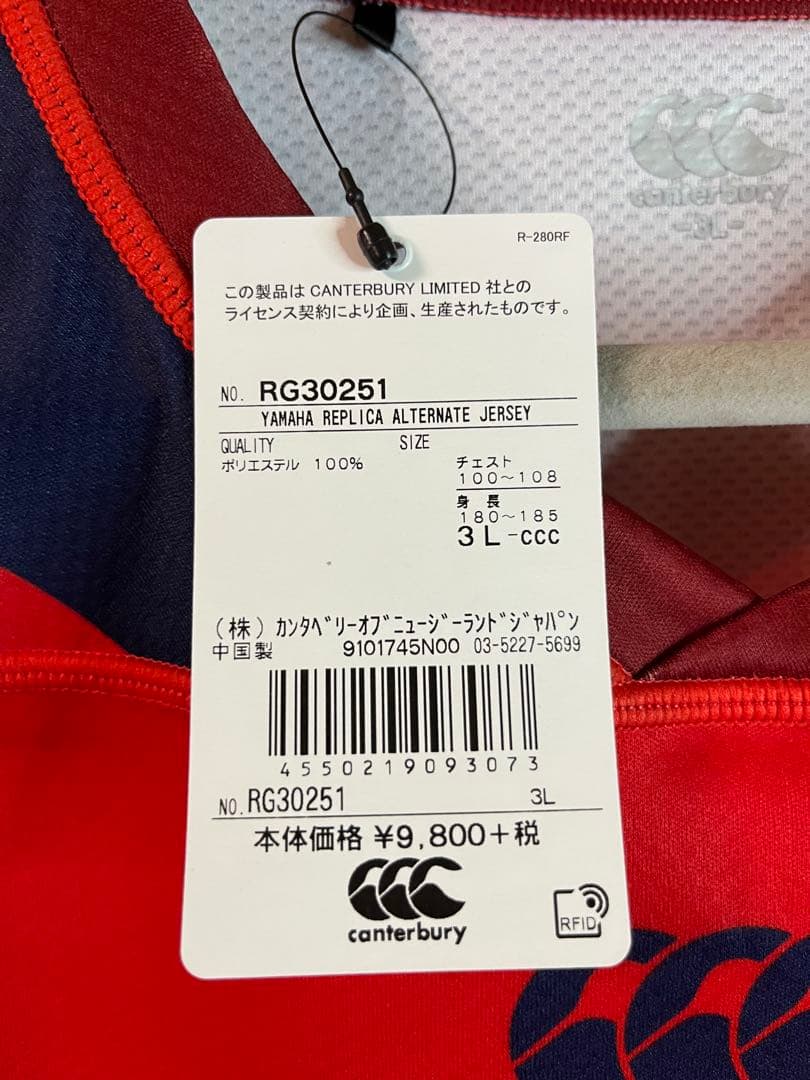 canterbury
-3L-
R-280RF
この製品は CANTERBURY LIMITED 社との
ライセンス契約により企画、生産されたものです。
NO. RG30251
YAMAHA REPLICA ALTERNATE JERSEY
QUALITY SIZE
ポリエステル 100%
チェスト
100～108
身 長
180～185
3L-CCC
(株)カンタベリーオブニュージーランドジャパン
中国製 9101745N00 03-5227-5699
4550219093073
NO. RG30251 3L
本体価格 ¥9,800+税
canterbury
RFID